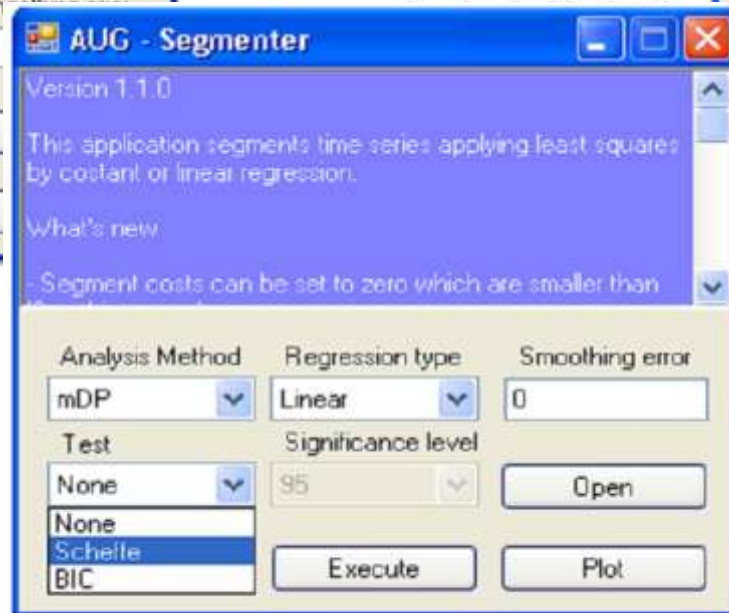 AUG - Segmenter
Version 1.1.0
This application segments time series applying least squares
by costant or linear regression.
What's new
- Segment costs can be set to zero which are smaller than
Analysis Method Regression type Smoothing error
mDP Linear 0
Test Significance level
None 95 Open
None
Scheffe
BIC
Execute Plot